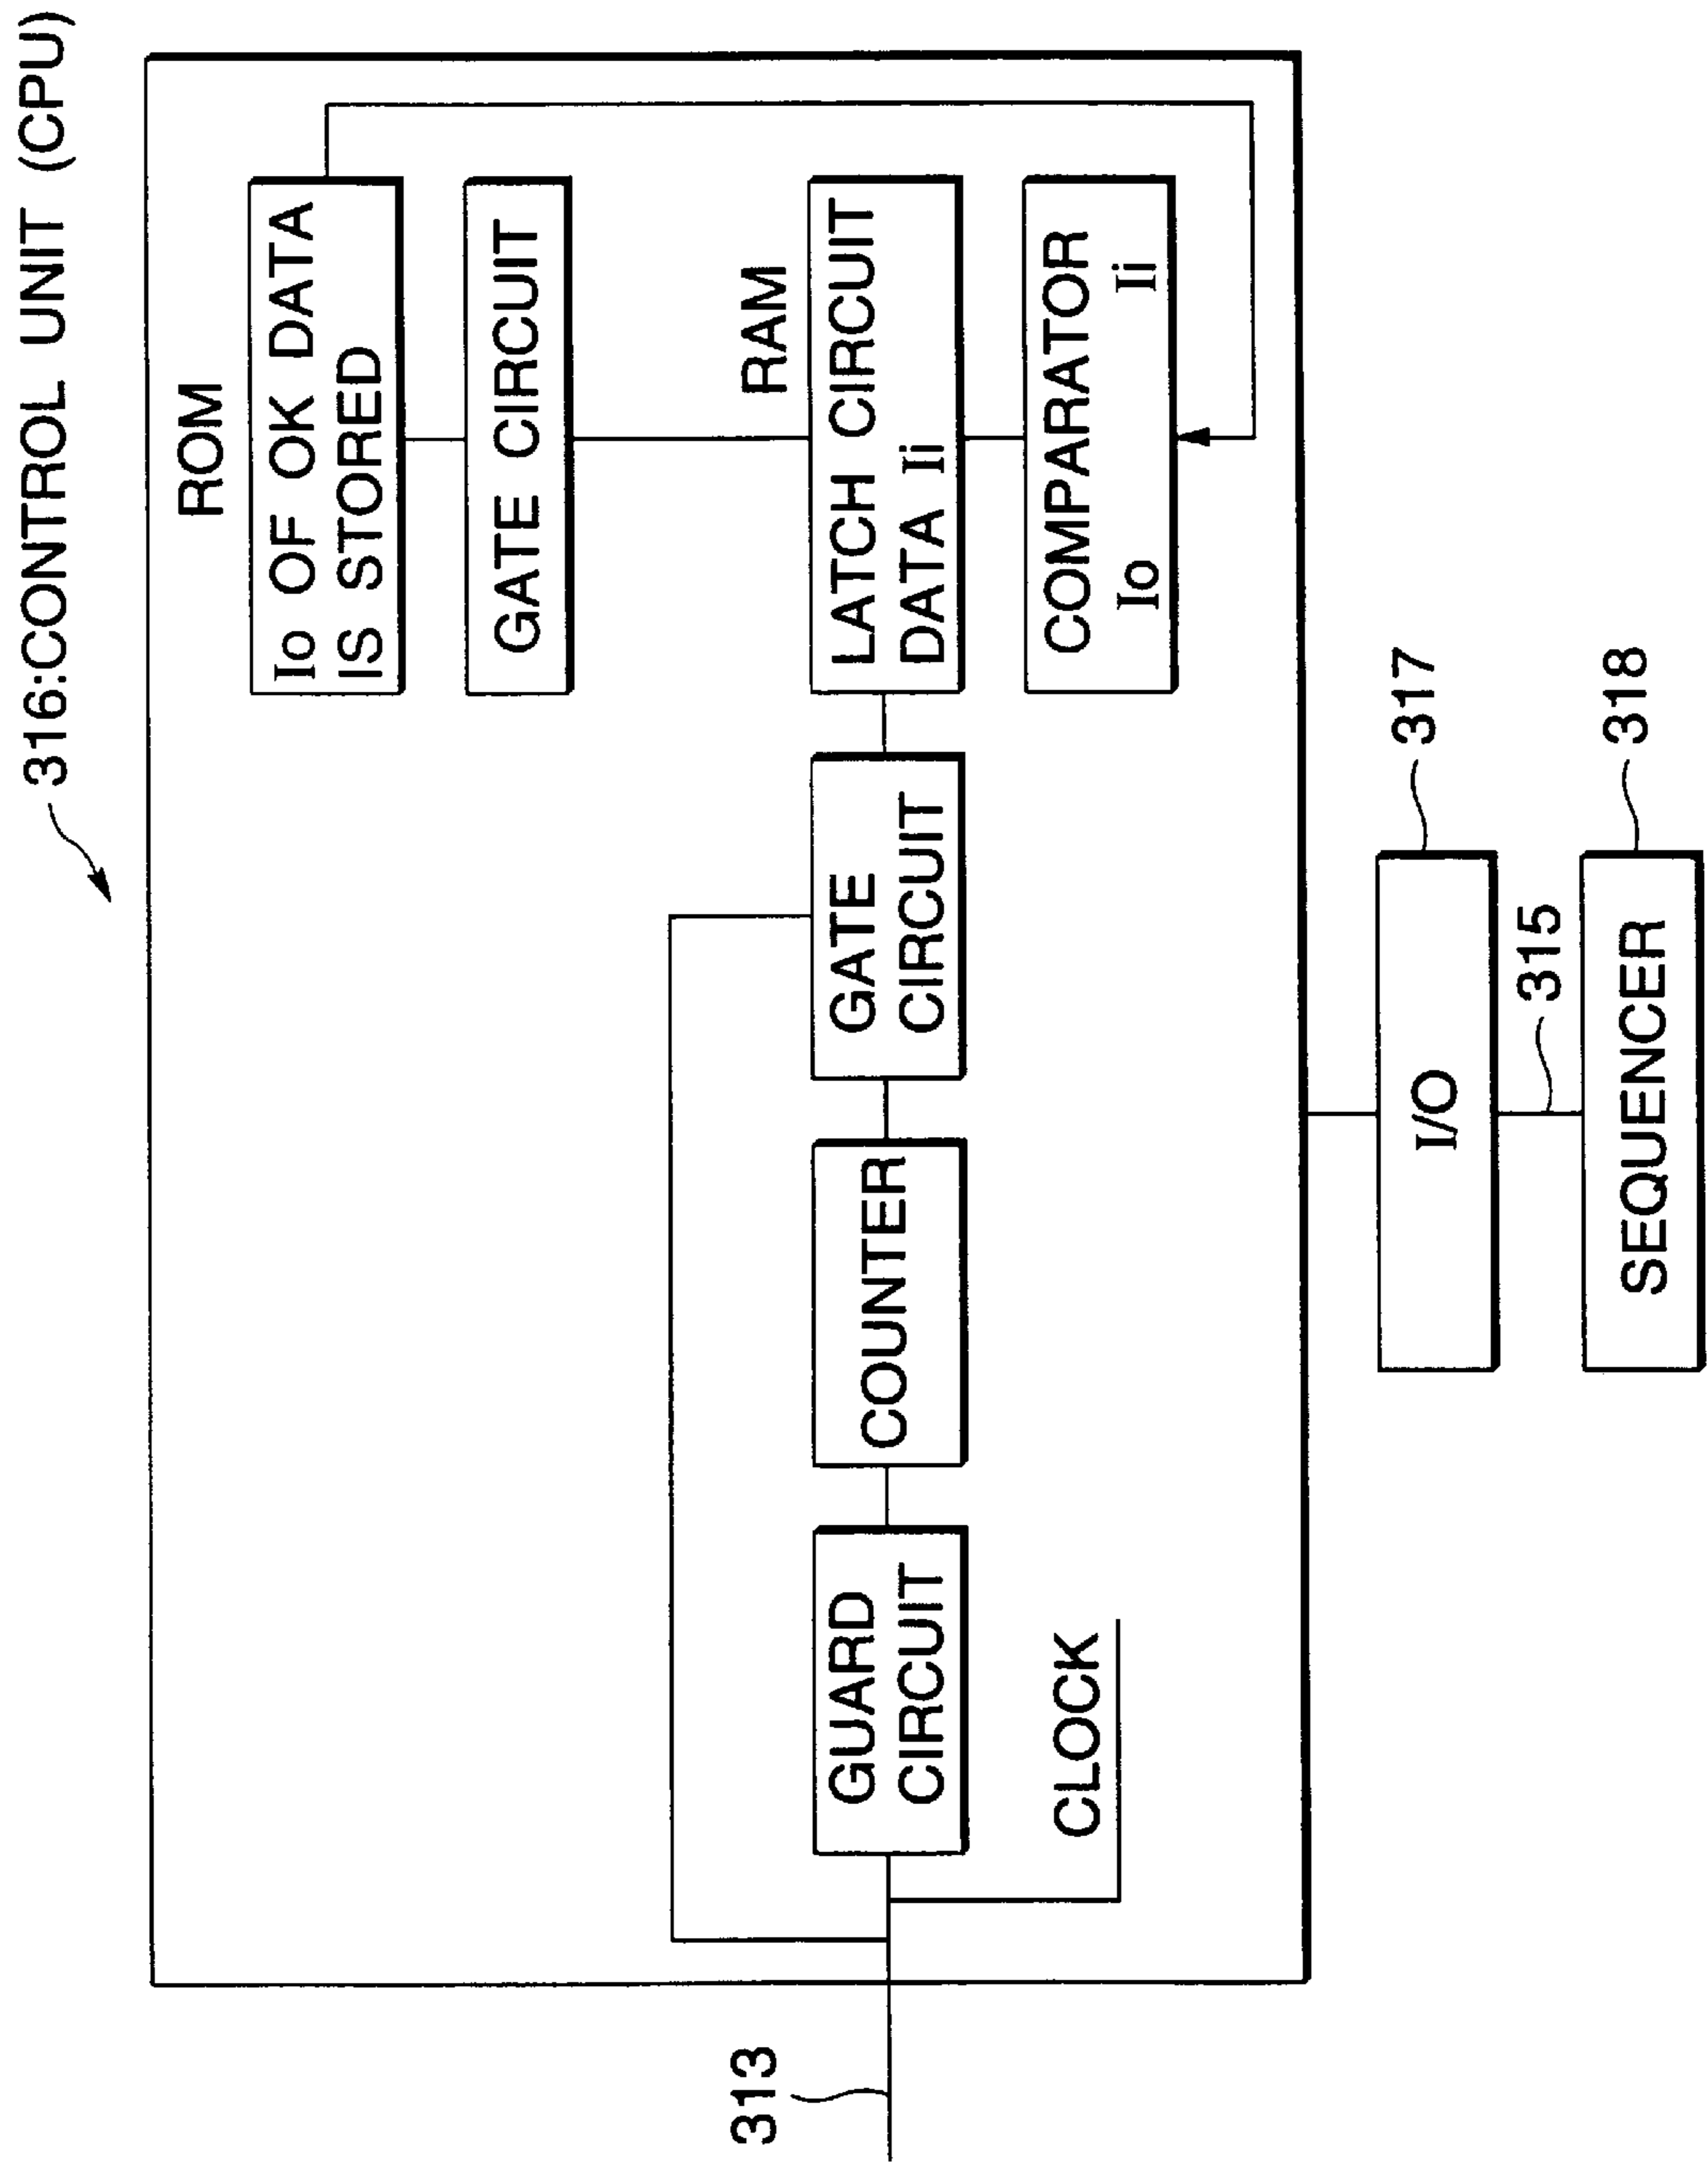 316:CONTROL UNIT (CPU)
ROM
Io OF OK DATA
IS STORED
GATE CIRCUIT
RAM
LATCH CIRCUIT
DATA Ii
COMPARATOR
Io Ii
GATE
CIRCUIT
COUNTER
GUARD
CIRCUIT
CLOCK
313
I/O
317
315
SEQUENCER
318